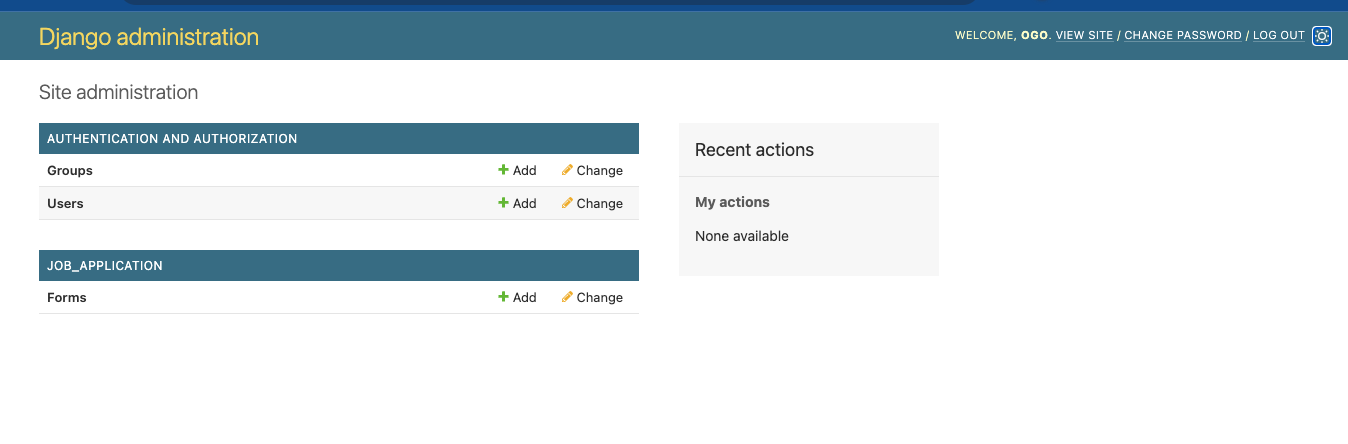 Django administration
WELCOME, OGO. VIEW SITE / CHANGE PASSWORD / LOG OUT
Site administration
AUTHENTICATION AND AUTHORIZATION
Groups Add Change
Users Add Change
JOB_APPLICATION
Forms Add Change
Recent actions
My actions
None available